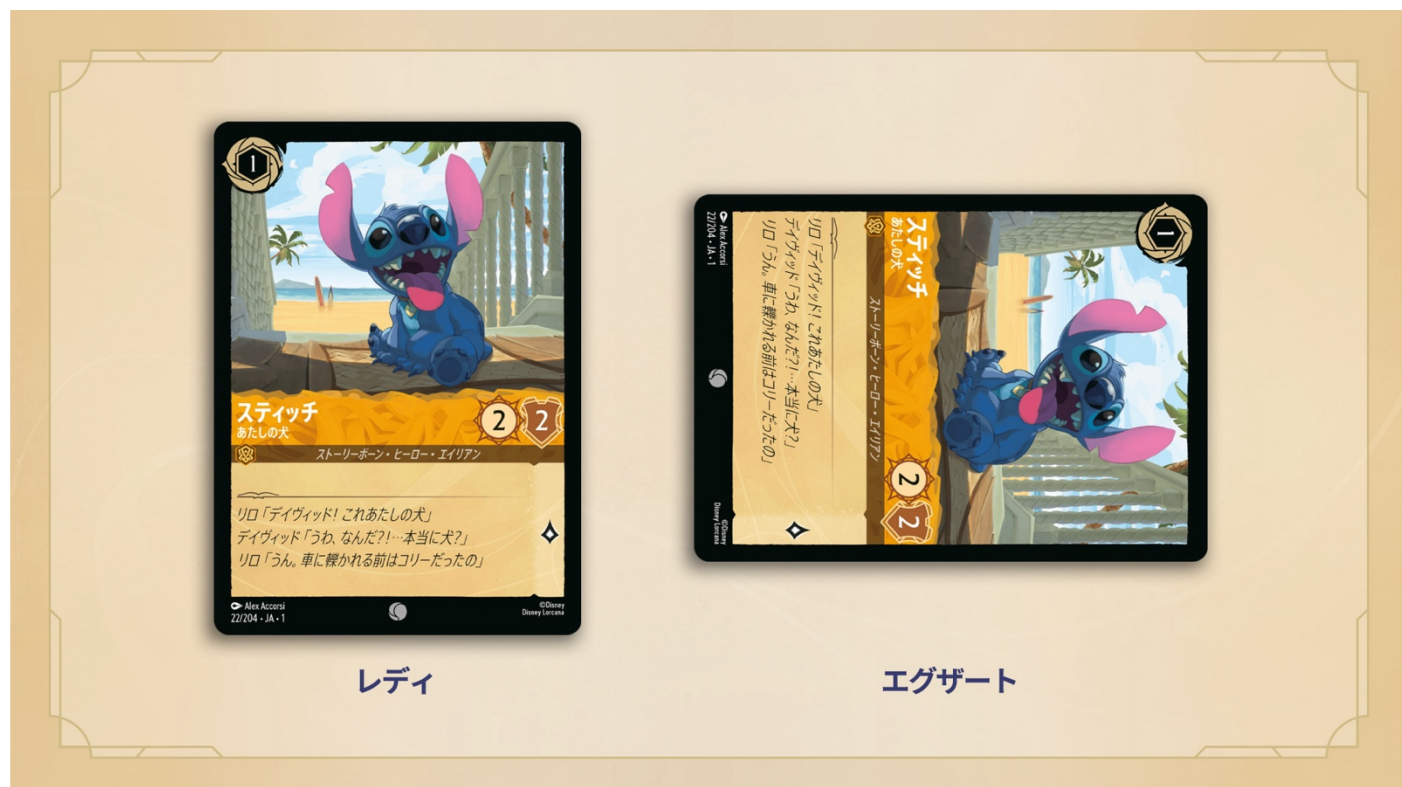 1
スティッチ
あたしの犬
2 2
ストーリーボーン・ヒーロー・エイリアン
リロ「デイヴィッド! これあたしの犬」
デイヴィッド「うわ、なんだ?!…本当に犬?」
リロ「うん。車に轢かれる前はコリーだったの」
Alex Accorsi
22/204・JA・1
©Disney
Disney Lorcana
レディ
1
スティッチ
あたしの犬
2 2
ストーリーボーン・ヒーロー・エイリアン
リロ「デイヴィッド! これあたしの犬」
デイヴィッド「うわ、なんだ?!…本当に犬?」
リロ「うん。車に轢かれる前はコリーだったの」
Alex Accorsi
22/204・JA・1
©Disney
Disney Lorcana
エグザート